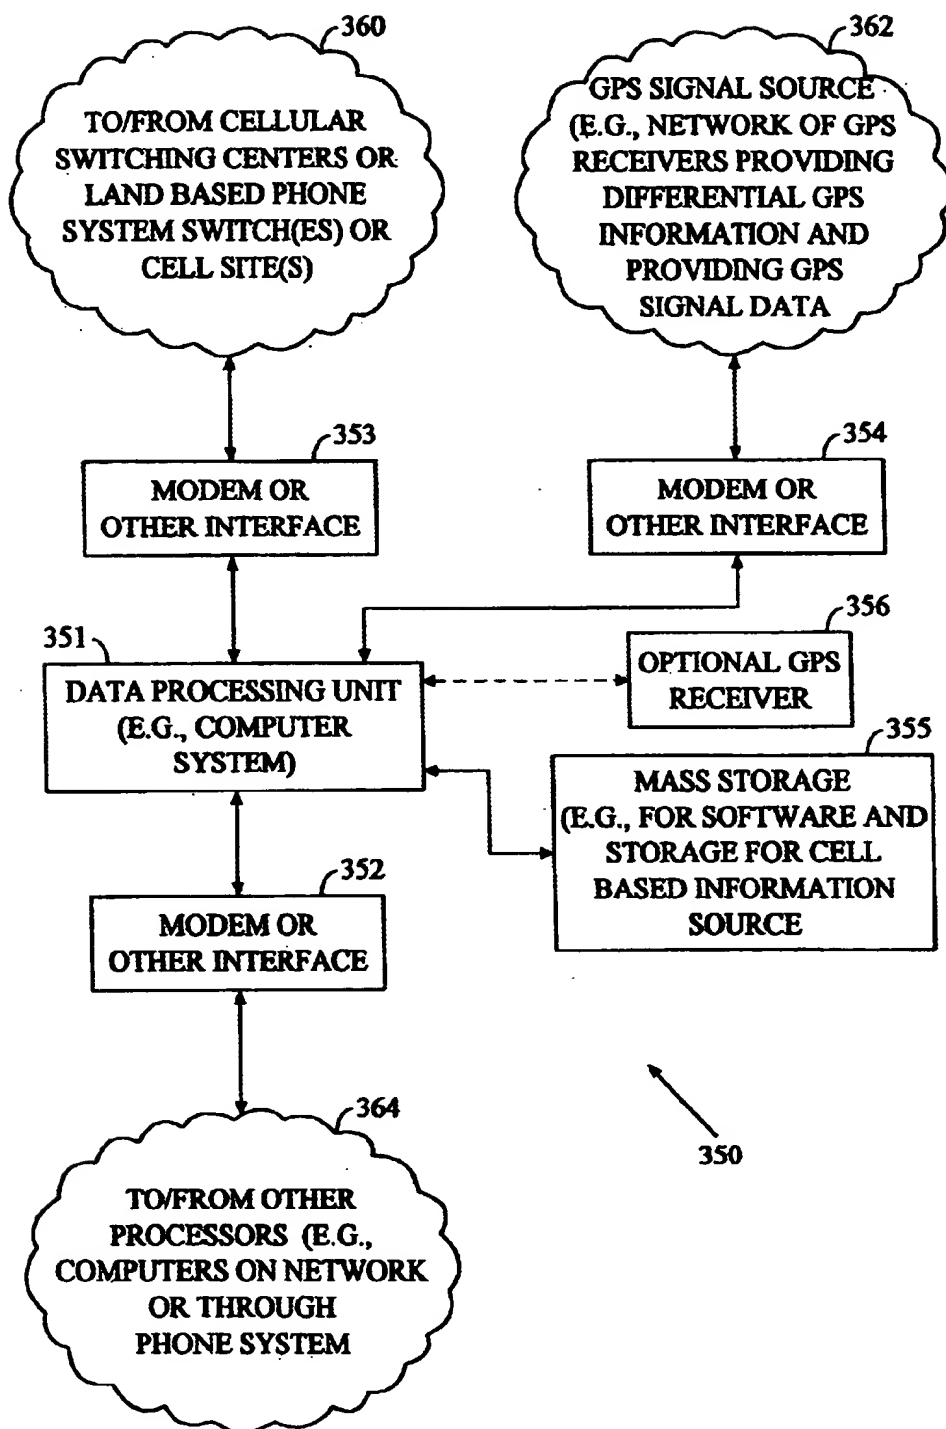 360
TO/FROM CELLULAR
SWITCHING CENTERS OR
LAND BASED PHONE
SYSTEM SWITCH(ES) OR
CELL SITE(S)
362
GPS SIGNAL SOURCE
(E.G., NETWORK OF GPS
RECEIVERS PROVIDING
DIFFERENTIAL GPS
INFORMATION AND
PROVIDING GPS
SIGNAL DATA
353
MODEM OR
OTHER INTERFACE
354
MODEM OR
OTHER INTERFACE
351
DATA PROCESSING UNIT
(E.G., COMPUTER
SYSTEM)
356
OPTIONAL GPS
RECEIVER
355
MASS STORAGE
(E.G., FOR SOFTWARE AND
STORAGE FOR CELL
BASED INFORMATION
SOURCE
352
MODEM OR
OTHER INTERFACE
350
364
TO/FROM OTHER
PROCESSORS (E.G.,
COMPUTERS ON NETWORK
OR THROUGH
PHONE SYSTEM